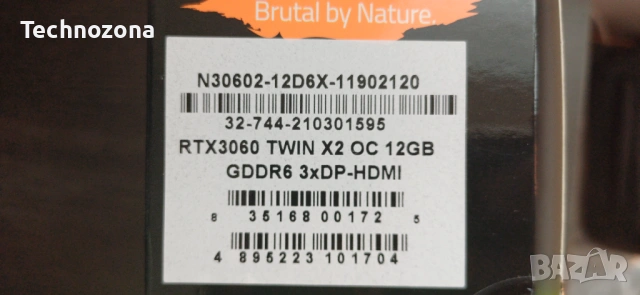 Technozona
Brutal by Nature.
N30602-12D6X-11902120
32-744-210301595
RTX3060 TWIN X2 OC 12GB
GDDR6 3xDP-HDMI
8 35168 00172 5
4 895223 101704
BAZAR